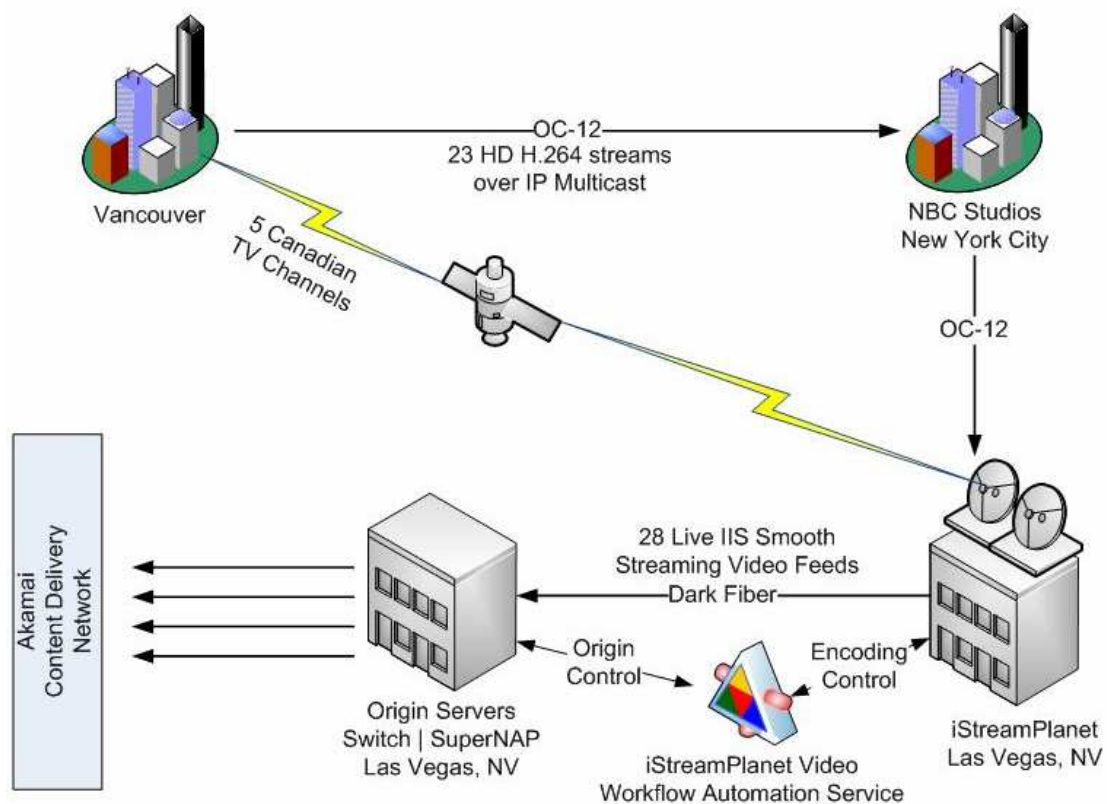 OC-12
23 HD H.264 streams
over IP Multicast
Vancouver
NBC Studios
New York City
5 Canadian
TV Channels
OC-12
Akamai
Content Delivery
Network
28 Live IIS Smooth
Streaming Video Feeds
Dark Fiber
Origin
Control
Encoding
Control
Origin Servers
Switch | SuperNAP
Las Vegas, NV
iStreamPlanet Video
Workflow Automation Service
iStreamPlanet
Las Vegas, NV